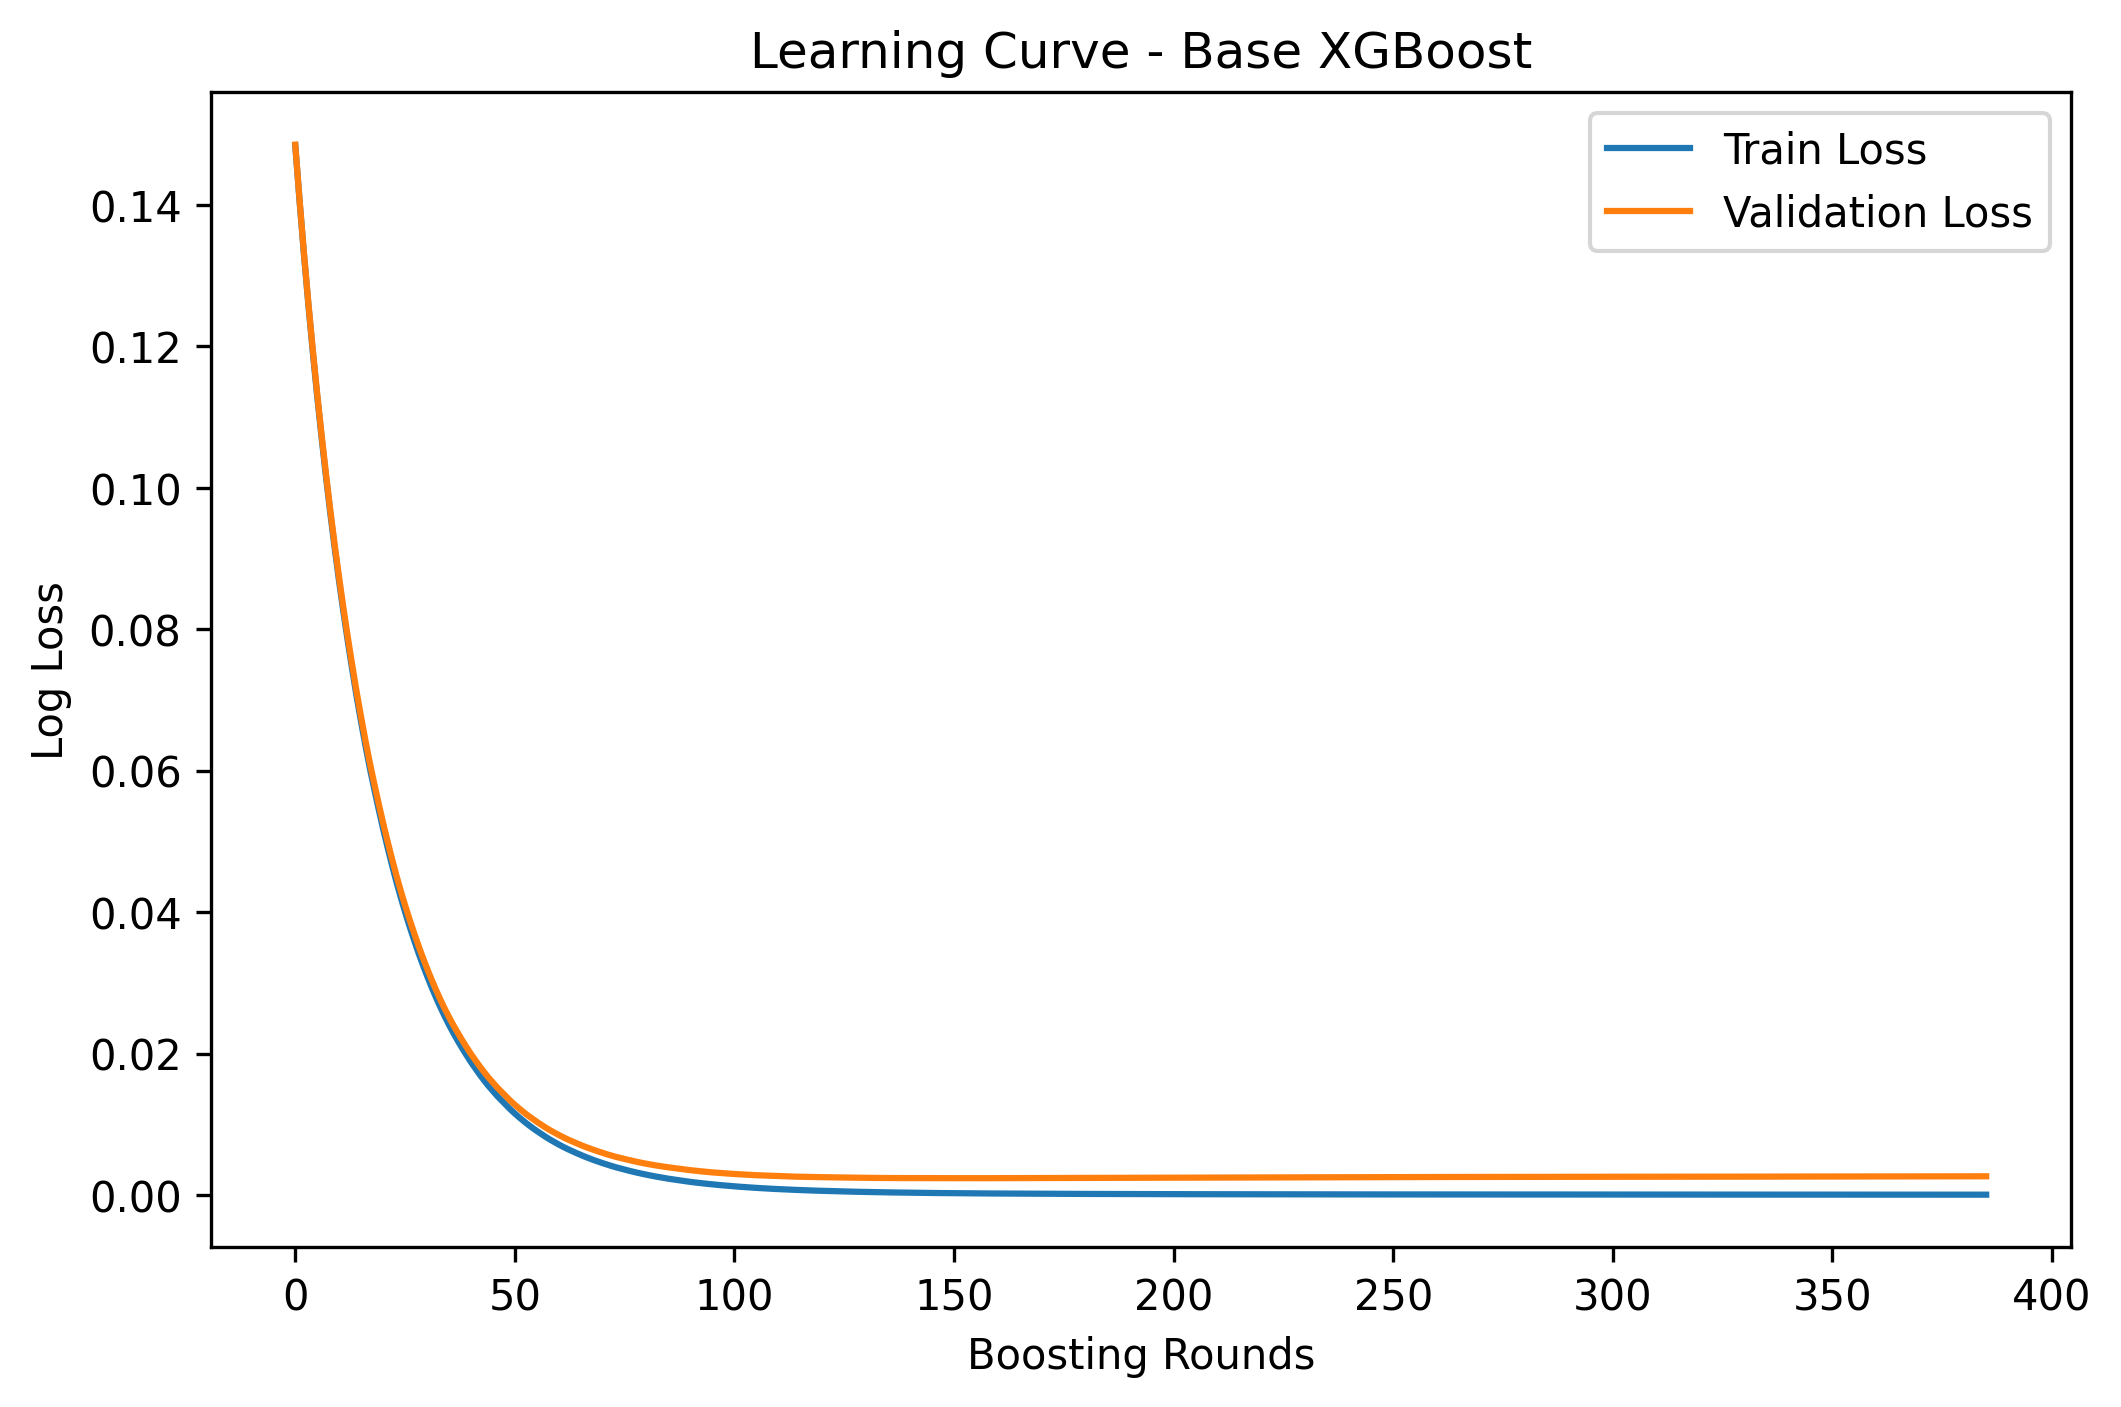 Learning Curve - Base XGBoost
Train Loss
Validation Loss
Log Loss
0.14
0.12
0.10
0.08
0.06
0.04
0.02
0.00
0 50 100 150 200 250 300 350 400
Boosting Rounds